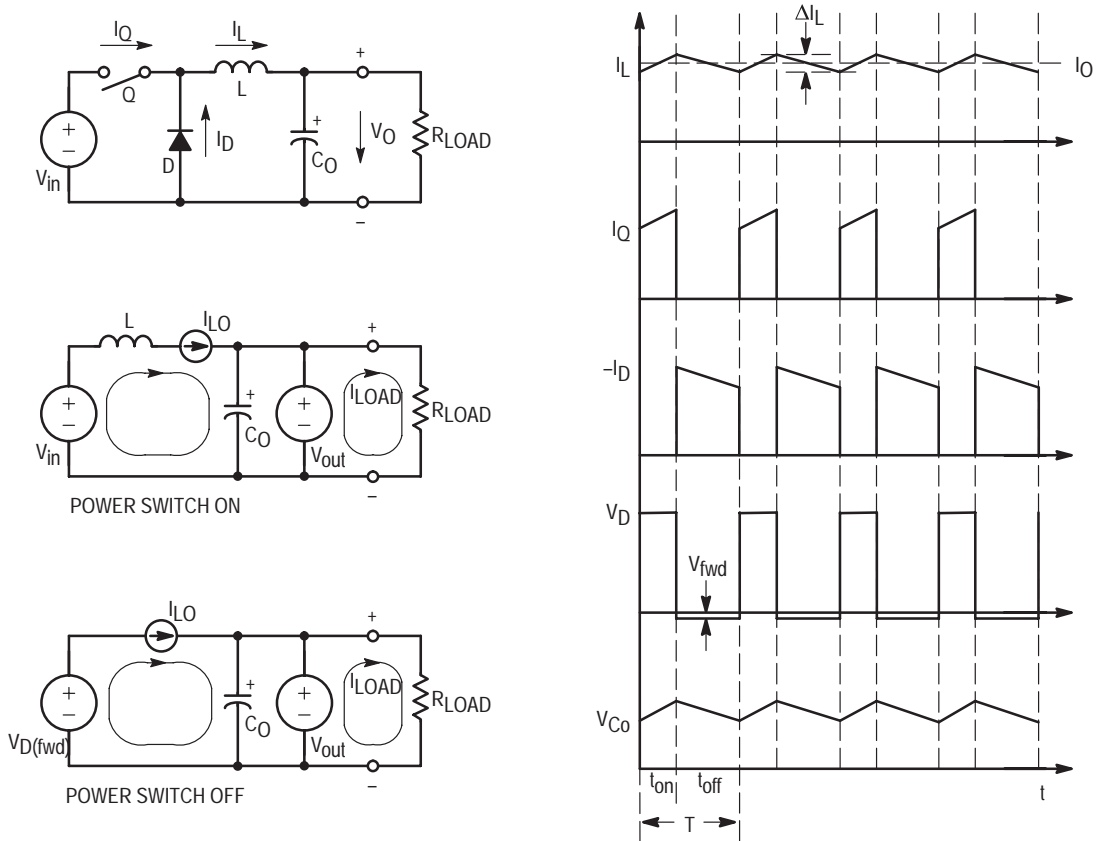 IQ
IL
+
Q
L
+
−
Vin
D
ID
+
CO
VO
RLOAD
−
L
ILO
+
+
−
Vin
+
CO
+
−
Vout
ILOAD
RLOAD
−
POWER SWITCH ON
ILO
+
+
−
VD(fwd)
+
CO
+
−
Vout
ILOAD
RLOAD
−
POWER SWITCH OFF
ΔIL
IL
IO
IQ
−ID
VD
Vfwd
VCo
ton
toff
t
T